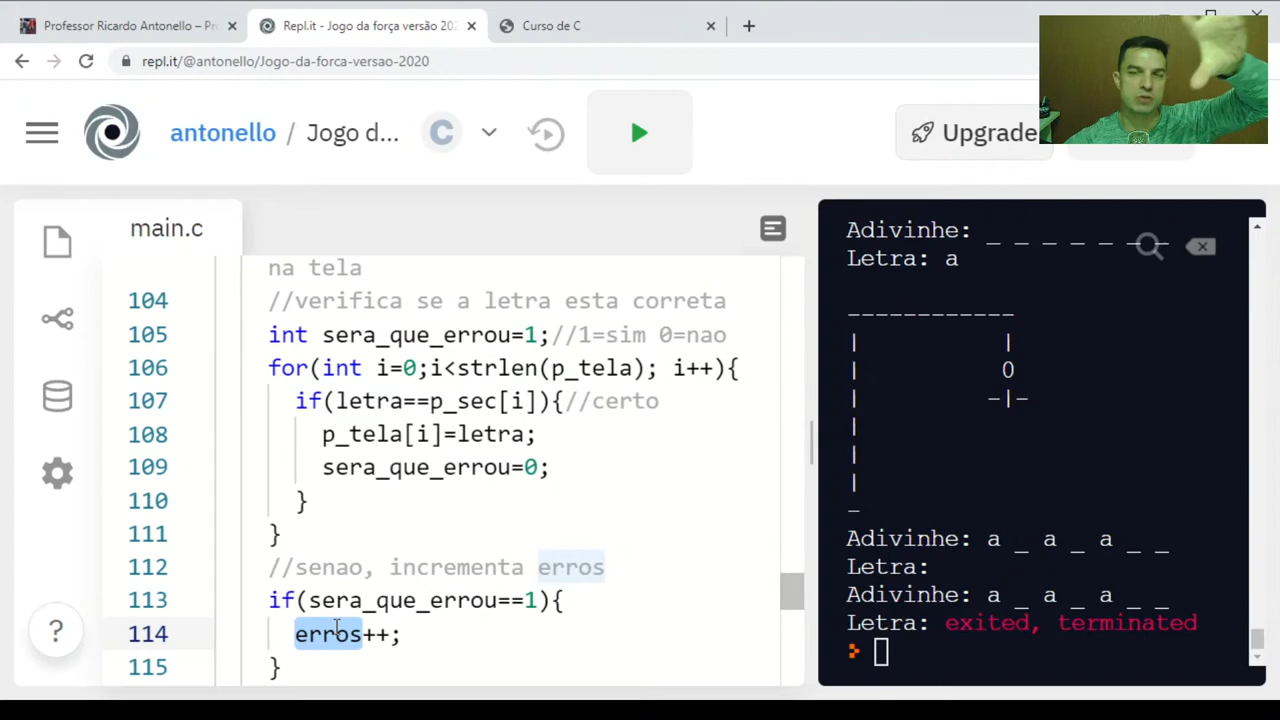 Professor Ricardo Antonello – Pr
Repl.it - Jogo da força versão 202
Curso de C
repl.it/@antonello/Jogo-da-forca-versao-2020
antonello / Jogo d...
C
Upgrade
main.c
na tela
104 //verifica se a letra esta correta
105 int sera_que_errou=1;//1=sim 0=nao
106 for(int i=0;i<strlen(p_tela); i++){
107 if(letra==p_sec[i]){//certo
108 p_tela[i]=letra;
109 sera_que_errou=0;
110 }
111 }
112 //senao, incrementa erros
113 if(sera_que_errou==1){
114 erros++;
115 }
?
Adivinhe: _ _ _ _ _ _ _
Letra: a
------------
| |
| 0
| -|-
|
|
|
_
Adivinhe: a _ a _ a _ _
Letra:
Adivinhe: a _ a _ a _ _
Letra: exited, terminated